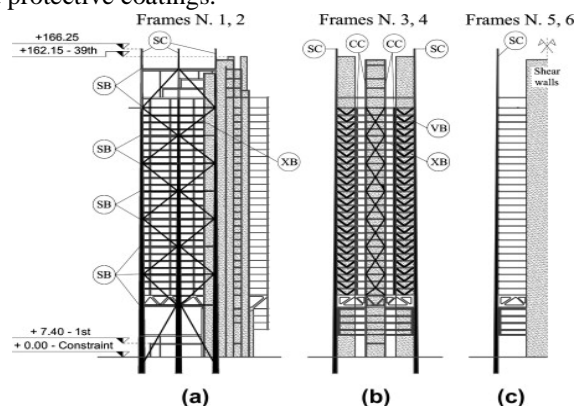 protective coatings.
Frames N. 1, 2
Frames N. 3, 4
Frames N. 5, 6
+166.25
+162.15 - 39th
SC
SC
CC
CC
SC
SC
Shear
walls
SB
SB
SB
SB
XB
VB
XB
+ 7.40 - 1st
+ 0.00 - Constraint
(a)
(b)
(c)